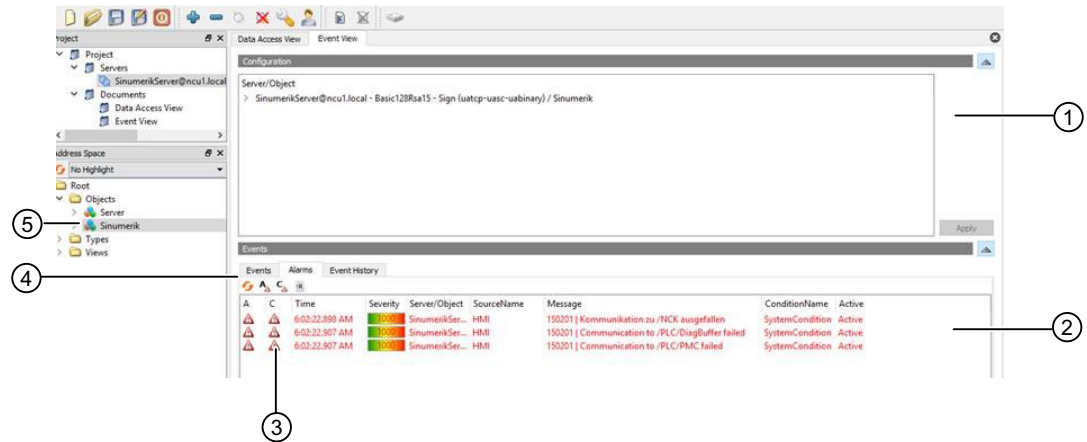 roject
Data Access View Event View
Project
Servers
SinumerikServer@ncu1.local
Documents
Data Access View
Event View
Configuration
Server/Object
SinumerikServer@ncu1.local - Basic128Rsa15 - Sign (uatcp-uasc-uabinary) / Sinumerik
1
ddress Space
No Highlight
Root
Objects
Server
5 Sinumerik
Types
Views
Apply
Events
4 Events Alarms Event History
A C
A C Time Severity Server/Object SourceName Message ConditionName Active
6:02:22.898 AM 1000 SinumerikSer... HMI 150201 | Kommunikation zu /NCK ausgefallen SystemCondition Active
6:02:22.907 AM 1000 SinumerikSer... HMI 150201 | Communication to /PLC/DiagBuffer failed SystemCondition Active
6:02:22.907 AM 1000 SinumerikSer... HMI 150201 | Communication to /PLC/PMC failed SystemCondition Active
2
3